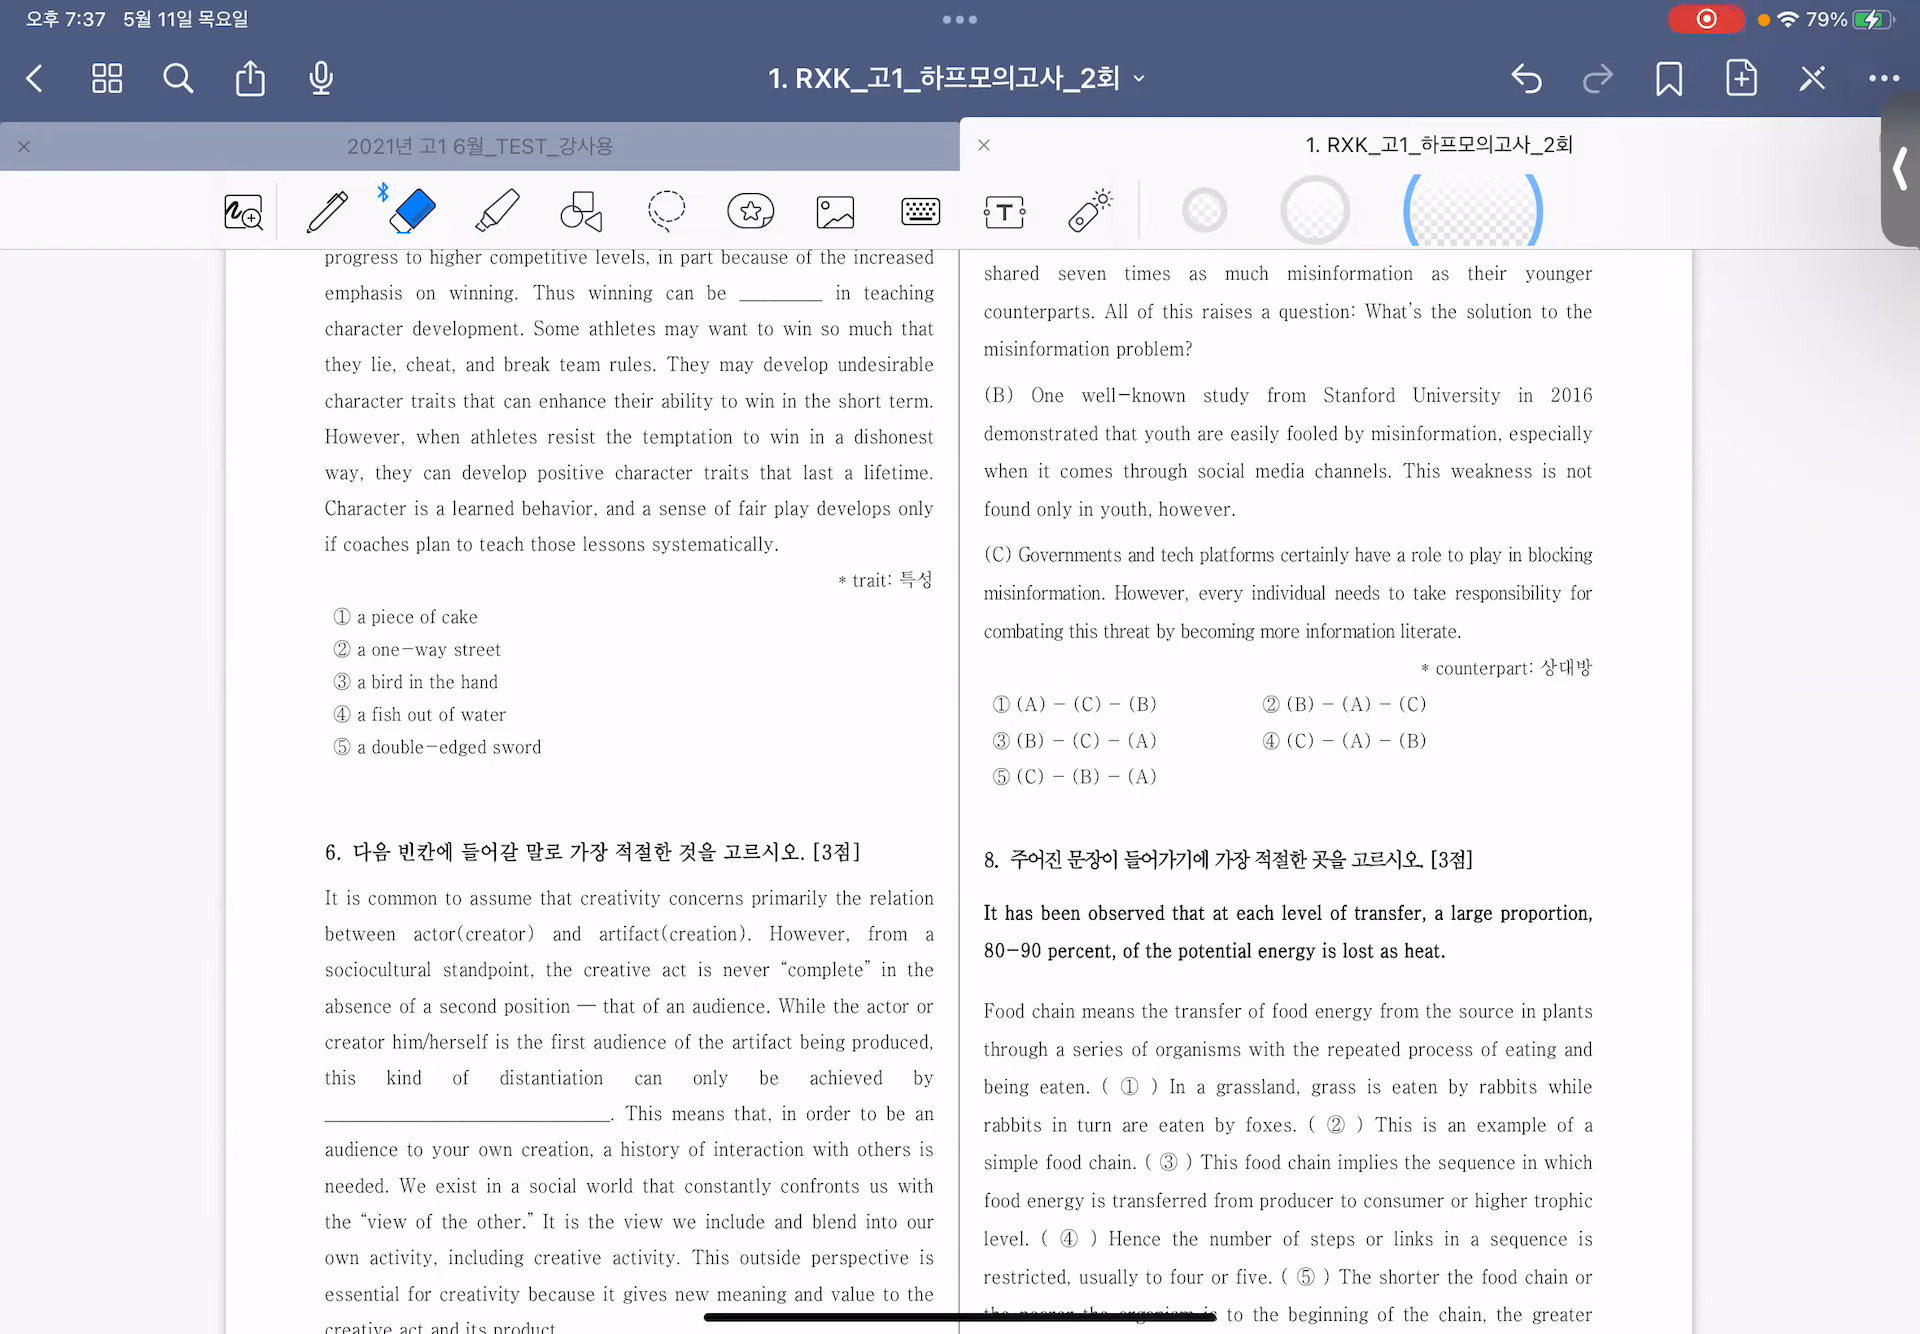 오후 7:37 5월 11일 목요일
79%
1. RXK_고1_하프모의고사_2회
2021년 고1 6월_TEST_강사용
1. RXK_고1_하프모의고사_2회
progress to higher competitive levels, in part because of the increased
emphasis on winning. Thus winning can be ________ in teaching
character development. Some athletes may want to win so much that
they lie, cheat, and break team rules. They may develop undesirable
character traits that can enhance their ability to win in the short term.
However, when athletes resist the temptation to win in a dishonest
way, they can develop positive character traits that last a lifetime.
Character is a learned behavior, and a sense of fair play develops only
if coaches plan to teach those lessons systematically.
* trait: 특성
① a piece of cake
② a one-way street
③ a bird in the hand
④ a fish out of water
⑤ a double-edged sword
6. 다음 빈칸에 들어갈 말로 가장 적절한 것을 고르시오. [3점]
It is common to assume that creativity concerns primarily the relation
between actor(creator) and artifact(creation). However, from a
sociocultural standpoint, the creative act is never “complete” in the
absence of a second position — that of an audience. While the actor or
creator him/herself is the first audience of the artifact being produced,
this kind of distantiation can only be achieved by
____________________________. This means that, in order to be an
audience to your own creation, a history of interaction with others is
needed. We exist in a social world that constantly confronts us with
the “view of the other.” It is the view we include and blend into our
own activity, including creative activity. This outside perspective is
essential for creativity because it gives new meaning and value to the
creative act and its product.
shared seven times as much misinformation as their younger
counterparts. All of this raises a question: What's the solution to the
misinformation problem?
(B) One well-known study from Stanford University in 2016
demonstrated that youth are easily fooled by misinformation, especially
when it comes through social media channels. This weakness is not
found only in youth, however.
(C) Governments and tech platforms certainly have a role to play in blocking
misinformation. However, every individual needs to take responsibility for
combating this threat by becoming more information literate.
* counterpart: 상대방
① (A) - (C) - (B) ② (B) - (A) - (C)
③ (B) - (C) - (A) ④ (C) - (A) - (B)
⑤ (C) - (B) - (A)
8. 주어진 문장이 들어가기에 가장 적절한 곳을 고르시오. [3점]
It has been observed that at each level of transfer, a large proportion,
80-90 percent, of the potential energy is lost as heat.
Food chain means the transfer of food energy from the source in plants
through a series of organisms with the repeated process of eating and
being eaten. ( ① ) In a grassland, grass is eaten by rabbits while
rabbits in turn are eaten by foxes. ( ② ) This is an example of a
simple food chain. ( ③ ) This food chain implies the sequence in which
food energy is transferred from producer to consumer or higher trophic
level. ( ④ ) Hence the number of steps or links in a sequence is
restricted, usually to four or five. ( ⑤ ) The shorter the food chain or
the nearer the organism is to the beginning of the chain, the greater